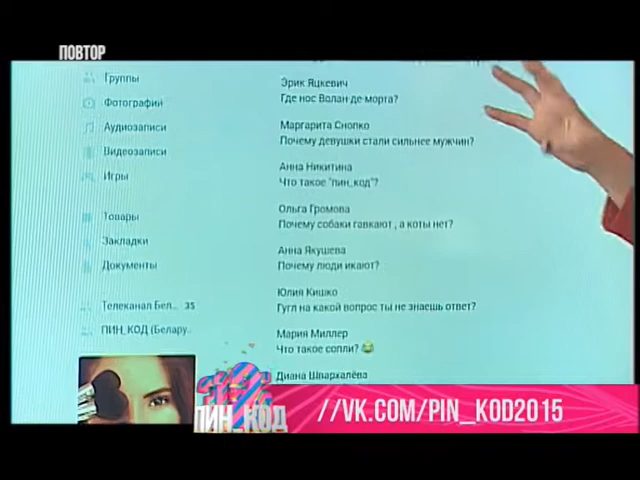 ПОВТОР
Группы
Фотографии
Аудиозаписи
Видеозаписи
Игры
Товары
Закладки
Документы
Телеканал Бел... 35
ПИН_КОД (Белару..
Эрик Яцкевич
Где нос Волан-де-морта?
Маргарита Снопко
Почему девушки стали сильнее мужчин?
Анна Никитина
Что такое "пин_код"?
Ольга Громова
Почему собаки гавкают , а коты нет?
Анна Якушева
Почему люди икают?
Юлия Кишко
Гугл на какой вопрос ты не знаешь ответ?
Мария Миллер
Что такое сопли? 😂
Диана Шпархалёва
ПИН_КОД
//VK.COM/PIN_KOD2015